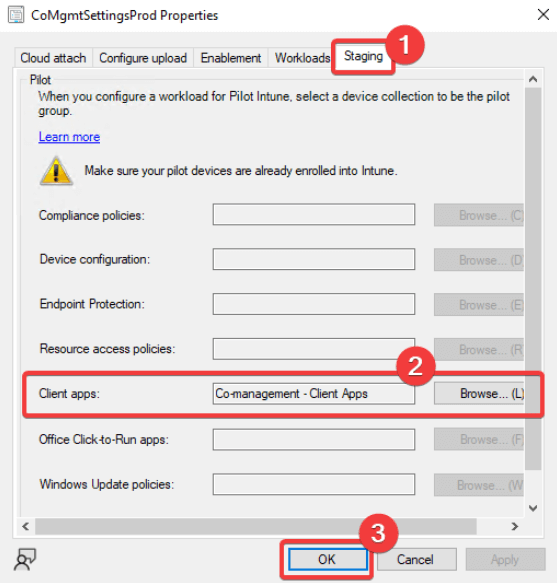 CoMgmtSettingsProd Properties
1
Cloud attach Configure upload Enablement Workloads Staging
Pilot
When you configure a workload for Pilot Intune, select a device collection to be the pilot
group.
Learn more
Make sure your pilot devices are already enrolled into Intune.
Compliance policies: Browse... (C
Device configuration: Browse... (D
Endpoint Protection: Browse... (E
Resource access policies: Browse... (R
2
Client apps: Co-management - Client Apps Browse... (L)
Office Click-to-Run apps: Browse... (F
Windows Update policies: Browse... (W
3
OK Cancel Apply